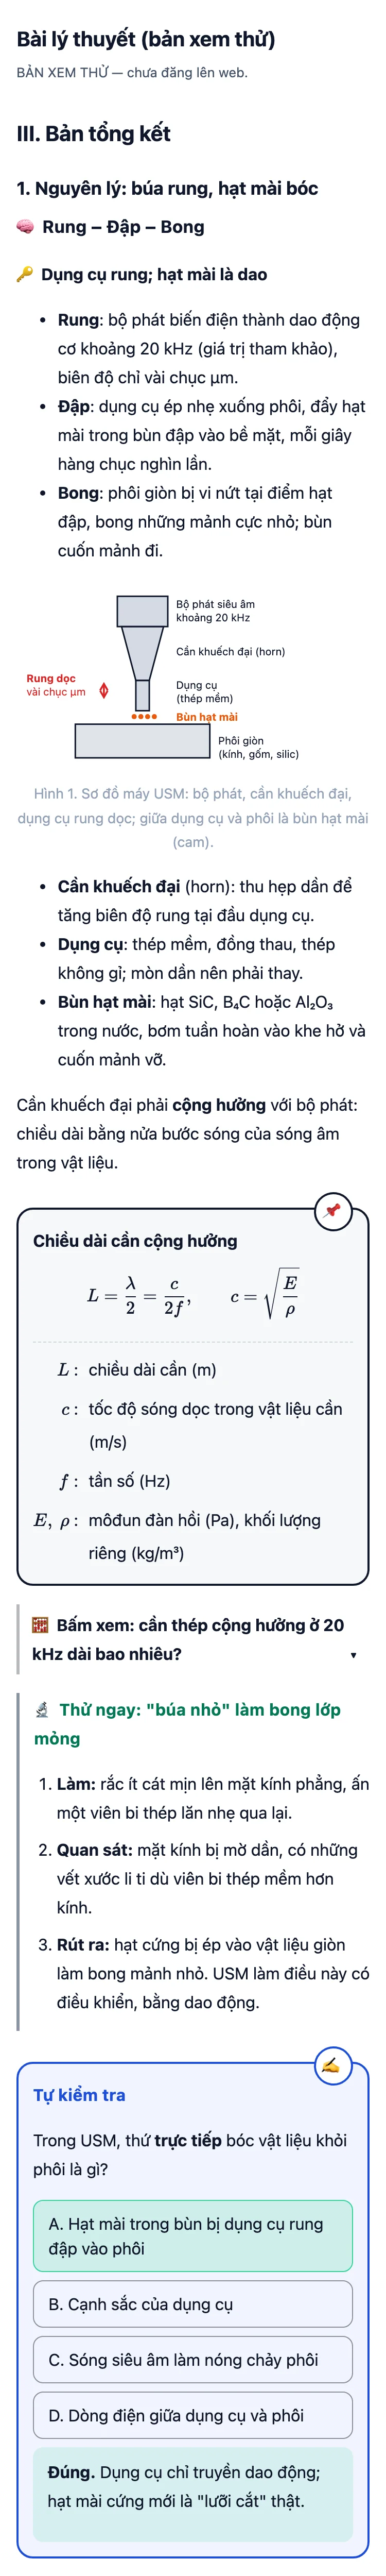 Bài lý thuyết (bản xem thử)
BẢN XEM THỬ — chưa đăng lên web.
III. Bản tổng kết
1. Nguyên lý: búa rung, hạt mài bóc
🧠 Rung – Đập – Bong
🔑 Dụng cụ rung; hạt mài là dao
• Rung: bộ phát biến điện thành dao động
cơ khoảng 20 kHz (giá trị tham khảo),
biên độ chỉ vài chục µm.
• Đập: dụng cụ ép nhẹ xuống phôi, đẩy hạt
mài trong bùn đập vào bề mặt, mỗi giây
hàng chục nghìn lần.
• Bong: phôi giòn bị vi nứt tại điểm hạt
đập, bong những mảnh cực nhỏ; bùn
cuốn mảnh đi.
Bộ phát siêu âm
khoảng 20 kHz
Cần khuếch đại (horn)
Rung dọc
vài chục µm
Dụng cụ
(thép mềm)
Bùn hạt mài
Phôi giòn
(kính, gốm, silic)
Hình 1. Sơ đồ máy USM: bộ phát, cần khuếch đại,
dụng cụ rung dọc; giữa dụng cụ và phôi là bùn hạt mài
(cam).
• Cần khuếch đại (horn): thu hẹp dần để
tăng biên độ rung tại đầu dụng cụ.
• Dụng cụ: thép mềm, đồng thau, thép
không gỉ; mòn dần nên phải thay.
• Bùn hạt mài: hạt SiC, B₄C hoặc Al₂O₃
trong nước, bơm tuần hoàn vào khe hở và
cuốn mảnh vỡ.
Cần khuếch đại phải cộng hưởng với bộ phát:
chiều dài bằng nửa bước sóng của sóng âm
trong vật liệu.
📌
Chiều dài cần cộng hưởng
L = λ/2 = c/2f, c = √(E/ρ)
L : chiều dài cần (m)
c : tốc độ sóng dọc trong vật liệu cần
(m/s)
f : tần số (Hz)
E, ρ : môđun đàn hồi (Pa), khối lượng
riêng (kg/m³)
🧮 Bấm xem: cần thép cộng hưởng ở 20
kHz dài bao nhiêu? ▼
🔬 Thử ngay: "búa nhỏ" làm bong lớp
mỏng
1. Làm: rắc ít cát mịn lên mặt kính phẳng, ấn
một viên bi thép lăn nhẹ qua lại.
2. Quan sát: mặt kính bị mờ dần, có những
vết xước li ti dù viên bi thép mềm hơn
kính.
3. Rút ra: hạt cứng bị ép vào vật liệu giòn
làm bong mảnh nhỏ. USM làm điều này có
điều khiển, bằng dao động.
✍️
Tự kiểm tra
Trong USM, thứ trực tiếp bóc vật liệu khỏi
phôi là gì?
A. Hạt mài trong bùn bị dụng cụ rung
đập vào phôi
B. Cạnh sắc của dụng cụ
C. Sóng siêu âm làm nóng chảy phôi
D. Dòng điện giữa dụng cụ và phôi
Đúng. Dụng cụ chỉ truyền dao động;
hạt mài cứng mới là "lưỡi cắt" thật.